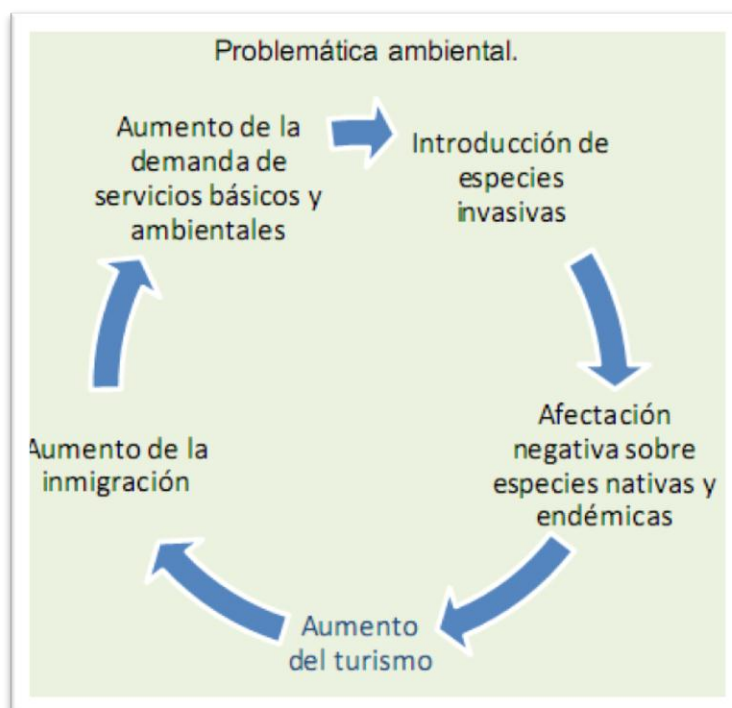 Problemática ambiental.
Aumento de la
demanda de
servicios básicos y
ambientales
Introducción de
especies
invasivas
Afectación
negativa sobre
especies nativas y
endémicas
Aumento
del turismo
Aumento de la
inmigración